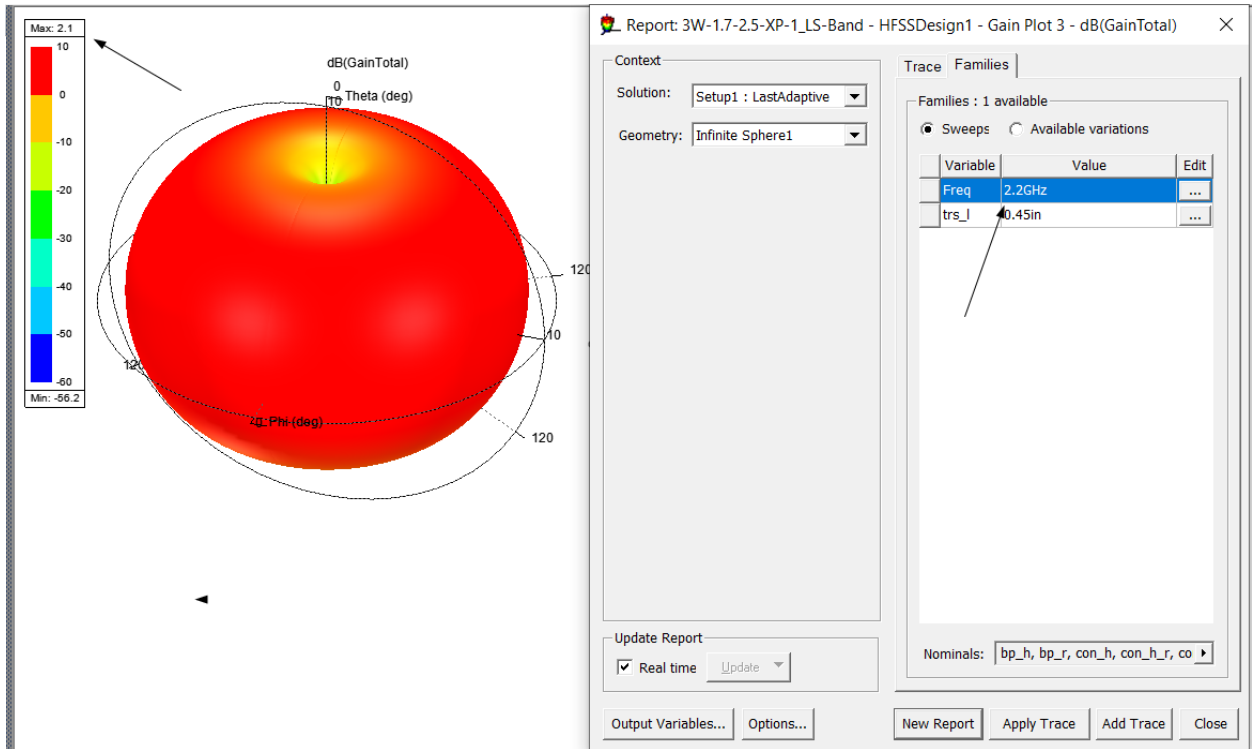 Max: 2.1
10
0
-10
-20
-30
-40
-50
-60
Min: -56.2
dB(GainTotal)
0
10 Theta (deg)
120
10
120
Phi (deg)
120
Report: 3W-1.7-2.5-XP-1_LS-Band - HFSSDesign1 - Gain Plot 3 - dB(GainTotal)
Context
Solution: Setup1 : LastAdaptive
Geometry: Infinite Sphere1
Update Report
Real time Update
Output Variables... Options...
Trace Families
Families : 1 available
Sweeps Available variations
Variable Value Edit
Freq 2.2GHz ...
trs_l 0.45in ...
Nominals: bp_h, bp_r, con_h, con_h_r, co
New Report Apply Trace Add Trace Close